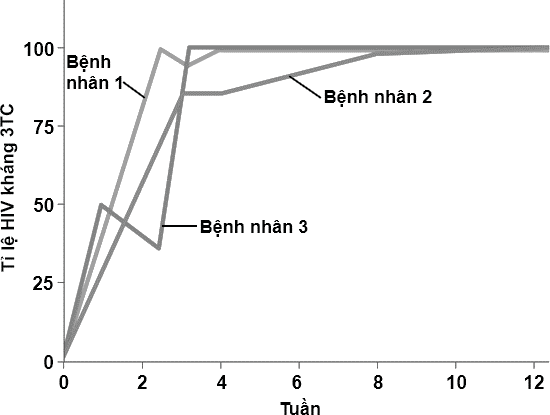 Tỉ lệ HIV kháng 3TC
100
75
50
25
0
Bệnh
nhân 1
Bệnh nhân 2
Bệnh nhân 3
0 2 4 6 8 10 12
Tuần